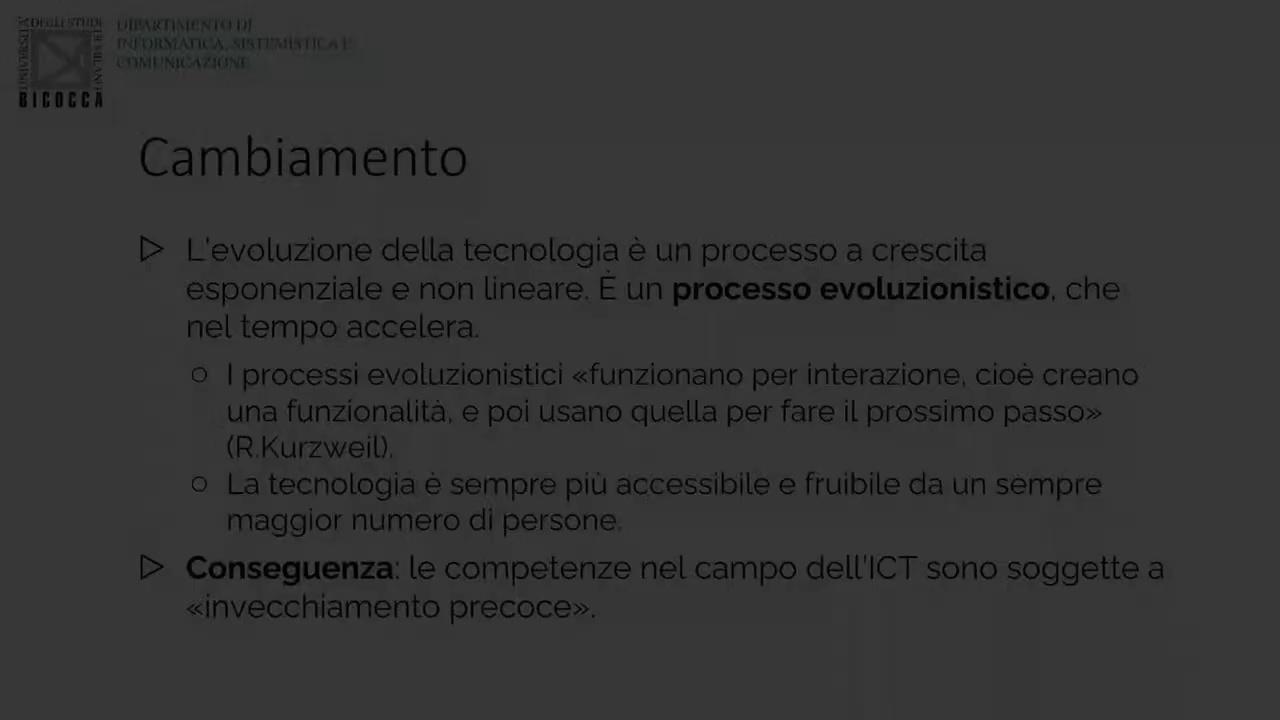 DEGLI STUDI
BICOCCA
DIPARTIMENTO DI
INFORMATICA, SISTEMISTICA E
COMUNICAZIONE
Cambiamento
L'evoluzione della tecnologia è un processo a crescita
esponenziale e non lineare. È un processo evoluzionistico, che
nel tempo accelera.
I processi evoluzionistici «funzionano per interazione, cioè creano
una funzionalità, e poi usano quella per fare il prossimo passo»
(R.Kurzweil).
La tecnologia è sempre più accessibile e fruibile da un sempre
maggior numero di persone.
Conseguenza: le competenze nel campo dell'ICT sono soggette a
«invecchiamento precoce».